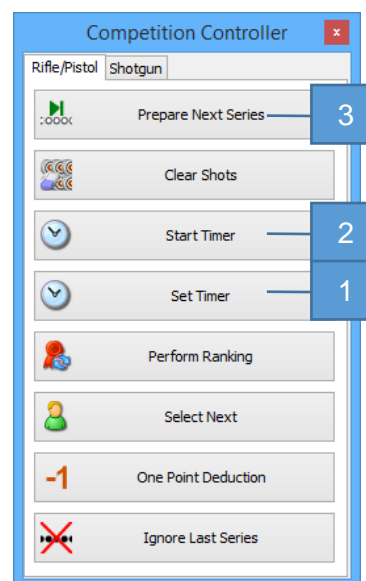 Competition Controller
x
Rifle/Pistol Shotgun
Prepare Next Series 3
Clear Shots
Start Timer 2
Set Timer 1
Perform Ranking
Select Next
-1 One Point Deduction
Ignore Last Series